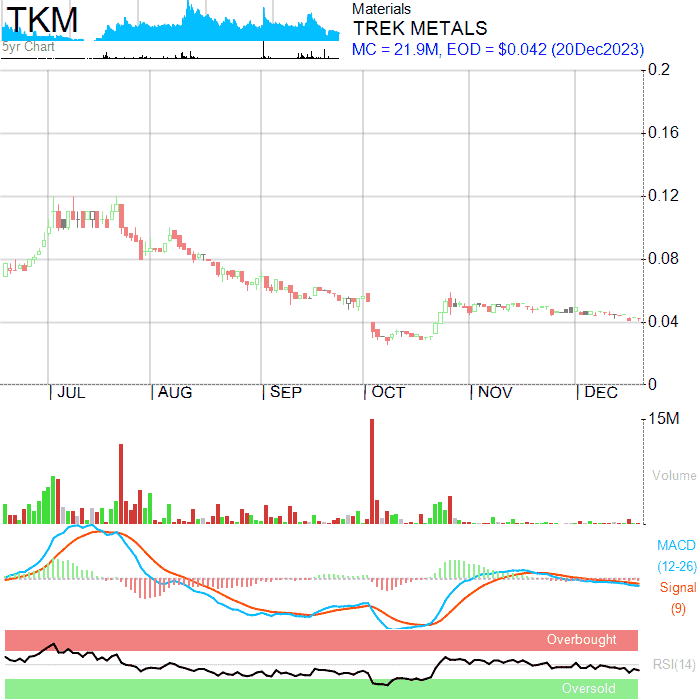 TKM
5yr Chart
Materials
TREK METALS
MC = 21.9M, EOD = $0.042 (20Dec2023)
0.2
0.16
0.12
0.08
0.04
0
JUL AUG SEP OCT NOV DEC
15M
Volume
MACD
(12-26)
Signal
(9)
Overbought
RSI(14)
Oversold